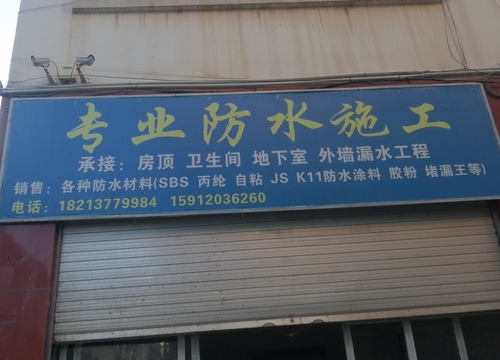 专业防水施工
承接：房顶 卫生间 地下室 外墙漏水工程
销售：各种防水材料(SBS 丙纶 自粘 JS K11防水涂料 胶粉 堵漏王等)
电话：18213779984 15912036260